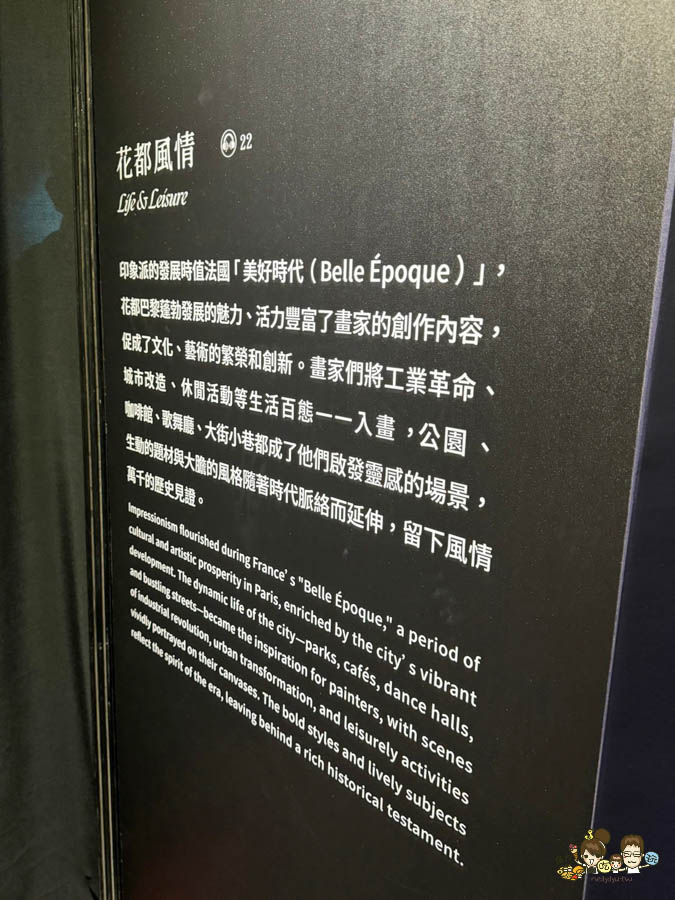 花都風情 22
Life & Leisure
印象派的發展時值法國「美好時代(Belle Époque)」,
花都巴黎蓬勃發展的魅力、活力豐富了畫家的創作內容,
促成了文化、藝術的繁榮和創新。畫家們將工業革命、
城市改造、休閒活動等生活百態一一入畫,公園、
咖啡館、歌舞廳、大街小巷都成了他們啟發靈感的場景,
生動的題材與大膽的風格隨著時代脈絡而延伸,留下風情
萬千的歷史見證。
Impressionism flourished during France's "Belle Époque," a period of
cultural and artistic prosperity in Paris, enriched by the city's vibrant
development. The dynamic life of the city—parks, cafés, dance halls,
and bustling streets—became the inspiration for painters, with scenes
of industrial revolution, urban transformation, and leisurely activities
vividly portrayed on their canvases. The bold styles and lively subjects
reflect the spirit of the era, leaving behind a rich historical testament.